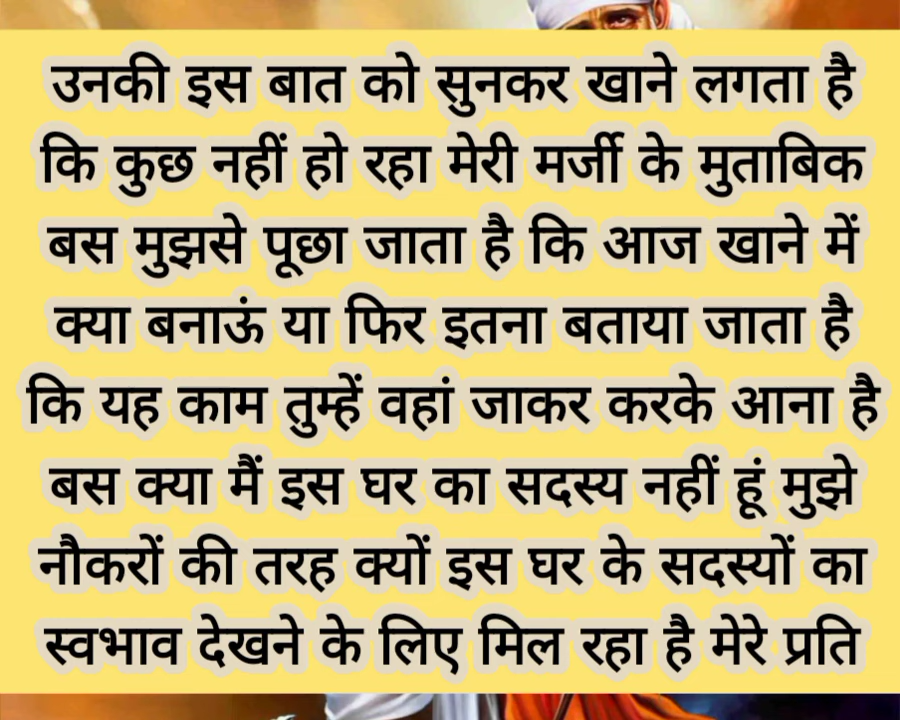 उनकी इस बात को सुनकर खाने लगता है
कि कुछ नहीं हो रहा मेरी मर्जी के मुताबिक
बस मुझसे पूछा जाता है कि आज खाने में
क्या बनाऊं या फिर इतना बताया जाता है
कि यह काम तुम्हें वहां जाकर करके आना है
बस क्या मैं इस घर का सदस्य नहीं हूं मुझे
नौकरों की तरह क्यों इस घर के सदस्यों का
स्वभाव देखने के लिए मिल रहा है मेरे प्रति